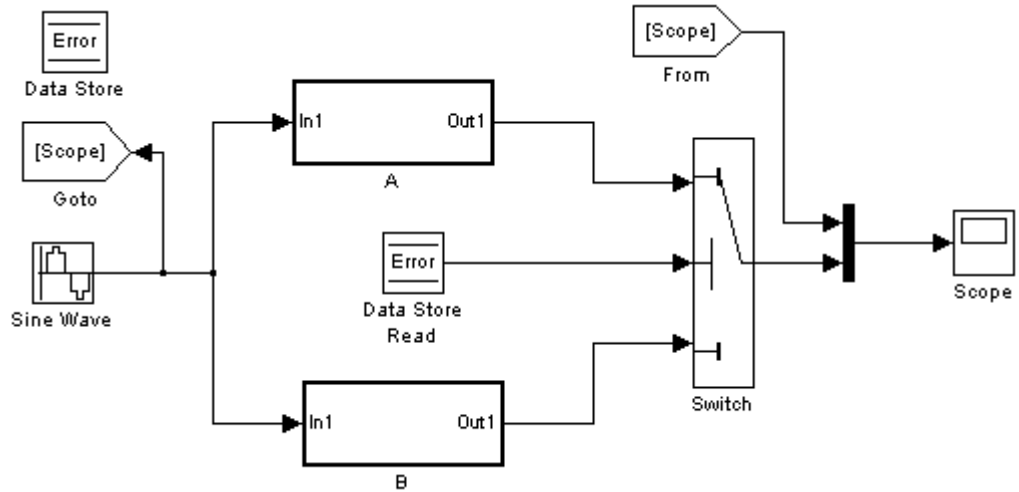 Error
Data Store
[Scope]
Goto
Sine Wave
In1
Out1
A
Error
Data Store
Read
In1
Out1
B
[Scope]
From
Switch
Scope